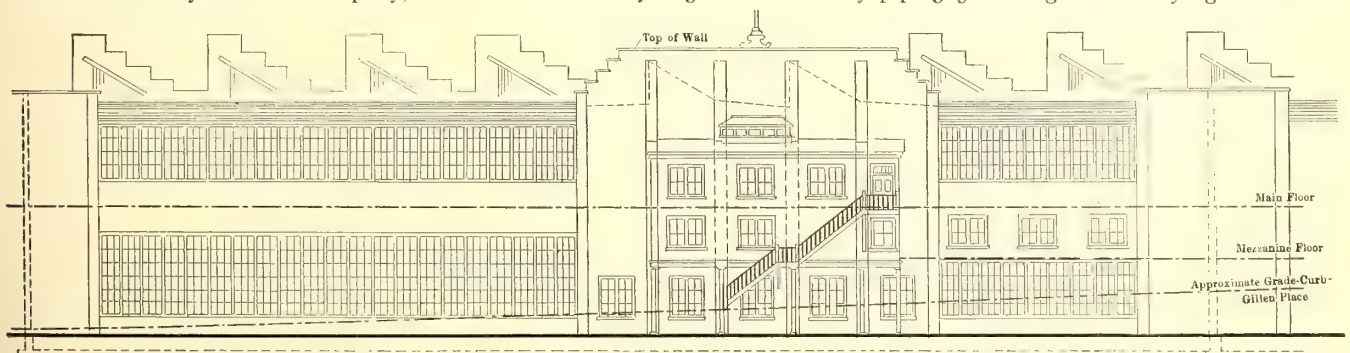 Top of Wall
Main Floor
Mezzanine Floor
Approximate Grade-Curb-
Gillen Place